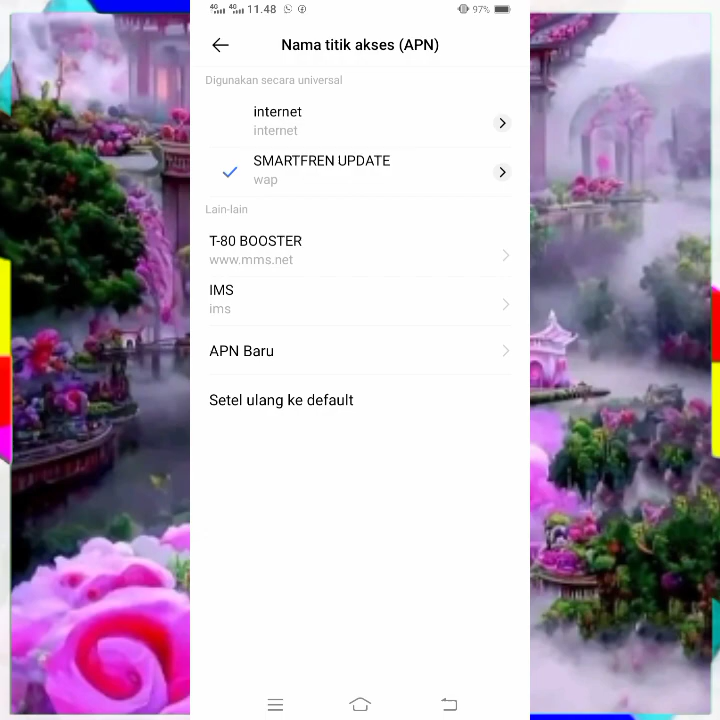 4G 4G 11.48 97%
Nama titik akses (APN)
Digunakan secara universal
internet
internet
SMARTFREN UPDATE
wap
Lain-lain
T-80 BOOSTER
www.mms.net
IMS
ims
APN Baru
Setel ulang ke default